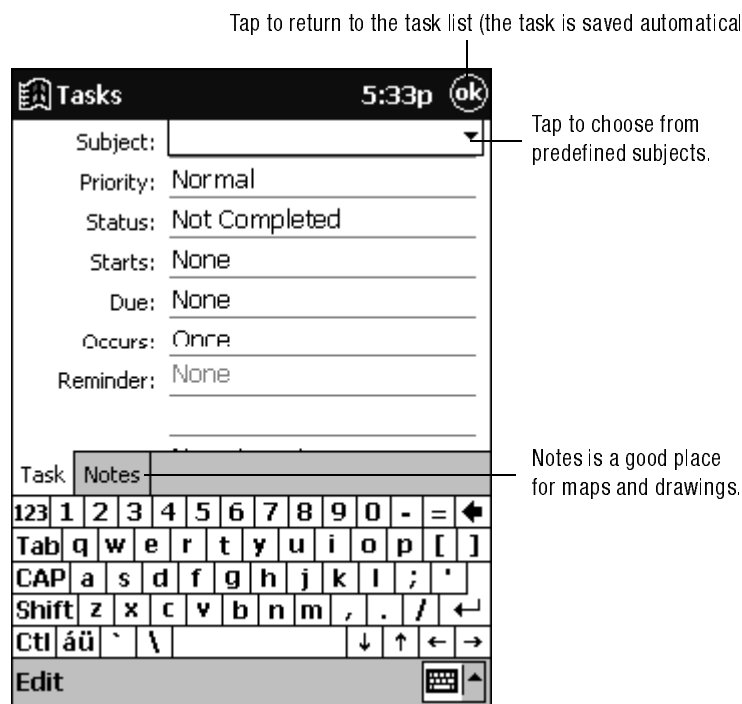 Tap to return to the task list (the task is saved automatical
Tasks 5:33p ok
Subject:
Tap to choose from
predefined subjects.
Priority: Normal
Status: Not Completed
Starts: None
Due: None
Occurs: Once
Reminder: None
Task Notes
Notes is a good place
for maps and drawings.
123 1 2 3 4 5 6 7 8 9 0 - =
Tab q w e r t y u i o p [ ]
CAP a s d f g h j k l ; '
Shift z x c v b n m , . /
Ctl áü ` \ ↓ ↑ ← →
Edit